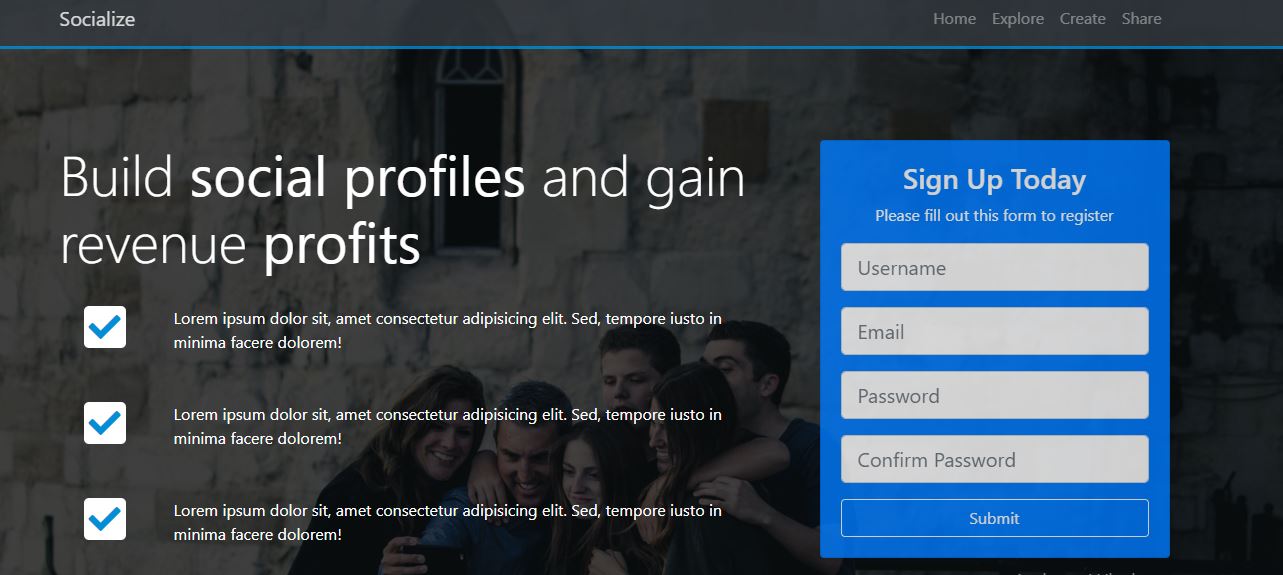 Socialize
Home Explore Create Share
Build social profiles and gain
revenue profits
Lorem ipsum dolor sit, amet consectetur adipisicing elit. Sed, tempore iusto in
minima facere dolorem!
Lorem ipsum dolor sit, amet consectetur adipisicing elit. Sed, tempore iusto in
minima facere dolorem!
Lorem ipsum dolor sit, amet consectetur adipisicing elit. Sed, tempore iusto in
minima facere dolorem!
Sign Up Today
Please fill out this form to register
Username
Email
Password
Confirm Password
Submit